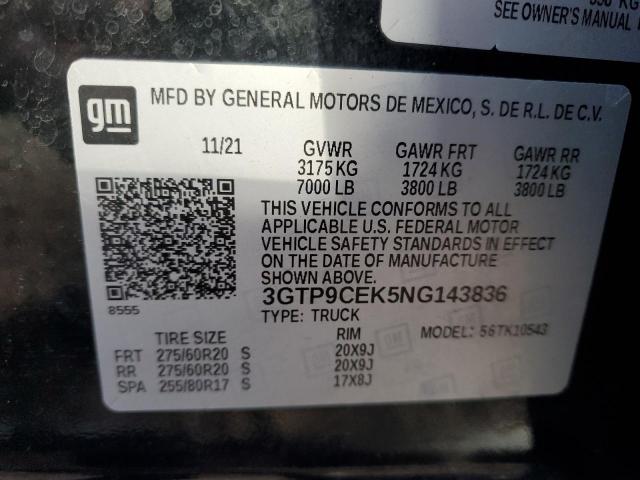 SEE OWNER'S MANUAL
gm
MFD BY GENERAL MOTORS DE MEXICO, S. DE R.L. DE C.V.
11/21 GVWR GAWR FRT GAWR RR
3175 KG 1724 KG 1724 KG
7000 LB 3800 LB 3800 LB
THIS VEHICLE CONFORMS TO ALL
APPLICABLE U.S. FEDERAL MOTOR
VEHICLE SAFETY STANDARDS IN EFFECT
ON THE DATE OF MANUFACTURE
SHOWN ABOVE.
8555
3GTP9CEK5NG143836
TYPE: TRUCK
TIRE SIZE RIM MODEL: 56TK10543
FRT 275/60R20 S 20X9J
RR 275/60R20 S 20X9J
SPA 255/80R17 S 17X8J